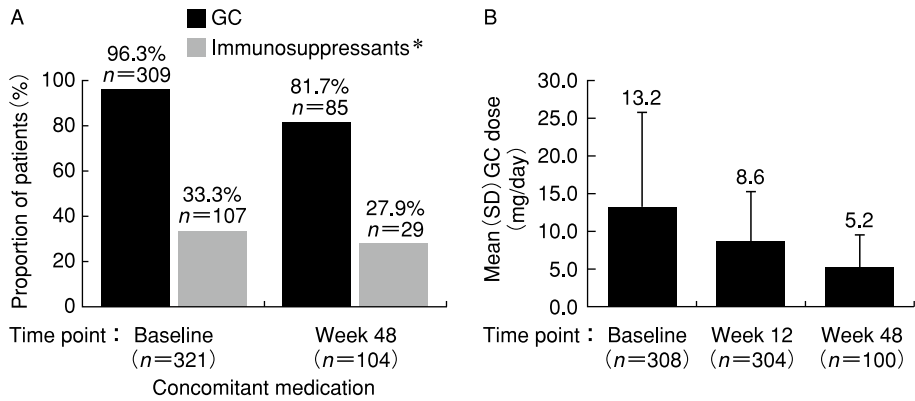 A
GC
Immunosuppressants*
96.3%
n=309
81.7%
n=85
33.3%
n=107
27.9%
n=29
Proportion of patients (%)
100
80
60
40
20
0
Time point : Baseline Week 48
(n=321) (n=104)
Concomitant medication
B
Mean (SD) GC dose
(mg/day)
30.0
25.0
20.0
15.0
10.0
5.0
0.0
13.2
8.6
5.2
Time point : Baseline Week 12 Week 48
(n=308) (n=304) (n=100)